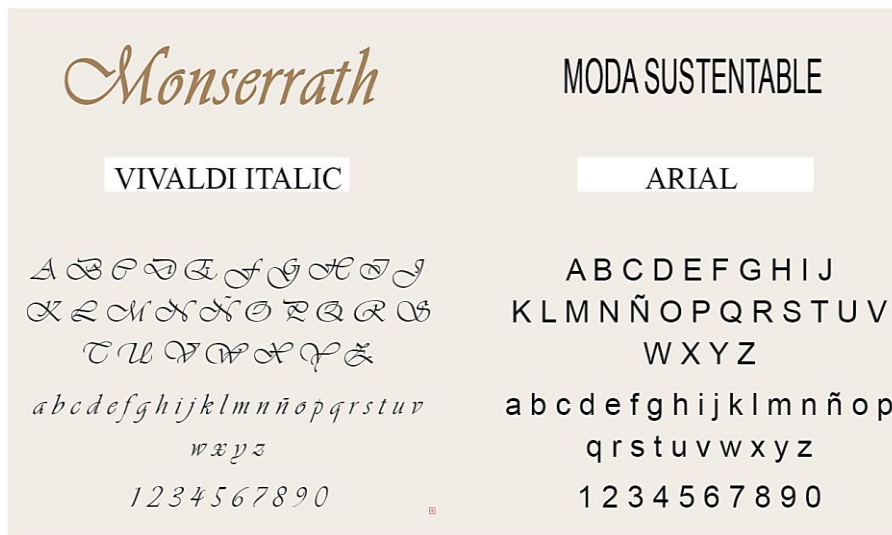 Monserrath
VIVALDI ITALIC
A B C D E F G H I J
K L M N Ñ O P Q R S
T U V W X Y Z
a b c d e f g h i j k l m n ñ o p q r s t u v
w x y z
1 2 3 4 5 6 7 8 9 0
MODA SUSTENTABLE
ARIAL
A B C D E F G H I J
K L M N Ñ O P Q R S T U V
W X Y Z
a b c d e f g h i j k l m n ñ o p
q r s t u v w x y z
1 2 3 4 5 6 7 8 9 0